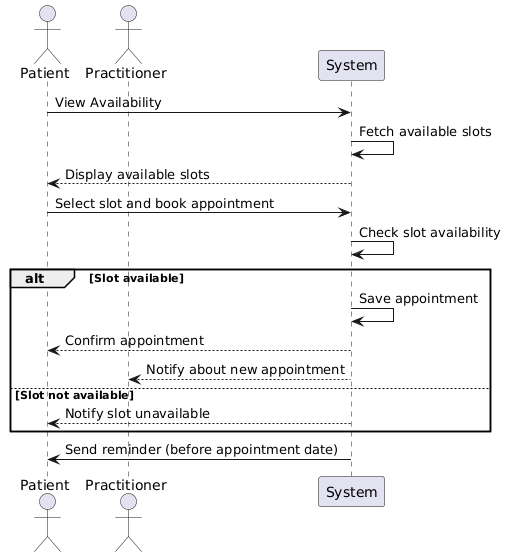 Patient
Practitioner
System
View Availability
Fetch available slots
Display available slots
Select slot and book appointment
Check slot availability
alt
[Slot available]
Save appointment
Confirm appointment
Notify about new appointment
[Slot not available]
Notify slot unavailable
Send reminder (before appointment date)
Patient
Practitioner
System